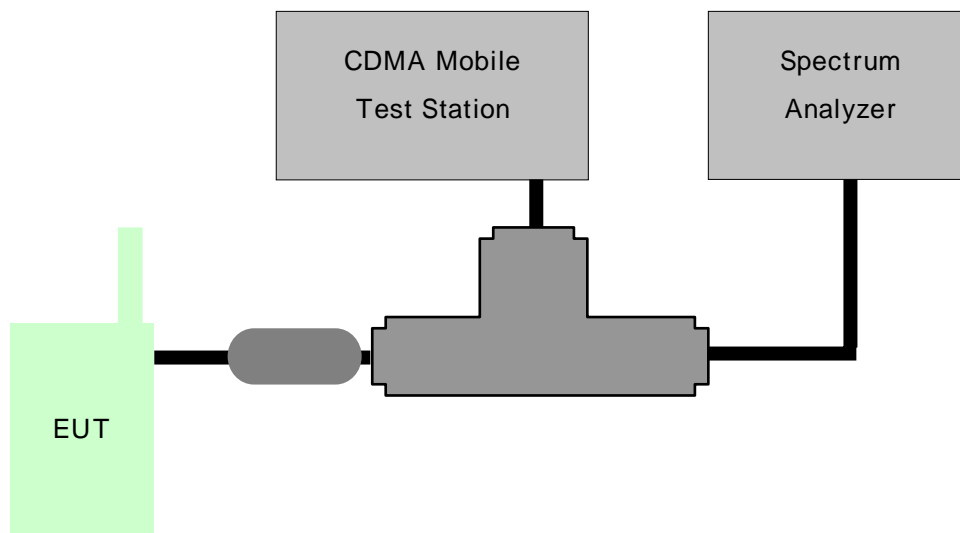 CDMA Mobile
Test Station
Spectrum
Analyzer
EUT